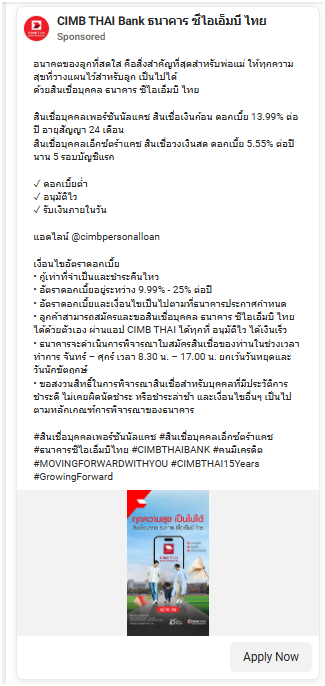 CIMB THAI Bank ธนาคาร ซีไอเอ็มบี ไทย
Sponsored
อนาคตของลูกที่สดใส คือสิ่งสำคัญที่สุดสำหรับพ่อแม่ ให้ทุกความ
สุขที่วางแผนไว้สำหรับลูก เป็นไปได้
ด้วยสินเชื่อบุคคล ธนาคาร ซีไอเอ็มบี ไทย
สินเชื่อบุคคลเพอร์ซันนัลแคช สินเชื่อเงินก้อน ดอกเบี้ย 13.99% ต่อ
ปี อายุสัญญา 24 เดือน
สินเชื่อบุคคลเอ็กซ์ตร้าแคช สินเชื่อวงเงินสด ดอกเบี้ย 5.55% ต่อปี
นาน 5 รอบบัญชีแรก
✓ ดอกเบี้ยต่ำ
✓ อนุมัติไว
✓ รับเงินภายในวัน
แอดไลน์ @cimbpersonalloan
เงื่อนไขอัตราดอกเบี้ย
• กู้เท่าที่จำเป็นและชำระคืนไหว
• อัตราดอกเบี้ยอยู่ระหว่าง 9.99% - 25% ต่อปี
• อัตราดอกเบี้ยและเงื่อนไขเป็นไปตามที่ธนาคารประกาศกำหนด
• ลูกค้าสามารถสมัครและขอสินเชื่อบุคคล ธนาคาร ซีไอเอ็มบี ไทย
ได้ด้วยตัวเอง ผ่านแอป CIMB THAI ได้ทุกที่ อนุมัติไว ได้เงินเร็ว
• ธนาคารจะดำเนินการพิจารณาใบสมัครสินเชื่อของท่านในช่วงเวลา
ทำการ จันทร์ – ศุกร์ เวลา 8.30 น. – 17.00 น. ยกเว้นวันหยุดและ
วันนักขัตฤกษ์
• ขอสงวนสิทธิ์ในการพิจารณาสินเชื่อสำหรับบุคคลที่มีประวัติการ
ชำระดี ไม่เคยผิดนัดชำระ หรือชำระล่าช้า และเงื่อนไขอื่นๆ เป็นไป
ตามหลักเกณฑ์การพิจารณาของธนาคาร
#สินเชื่อบุคคลเพอร์ซันนัลแคช #สินเชื่อบุคคลเอ็กซ์ตร้าแคช
#ธนาคารซีไอเอ็มบีไทย #CIMBTHAIBANK #คนมีเครดิต
#MOVINGFORWARDWITHYOU #CIMBTHAI15Years
#GrowingForward
ทุกความสุข เป็นไปได้
สินเชื่อบุคคล ธนาคาร ซีไอเอ็มบี ไทย
CIMB THAI
Apply Now